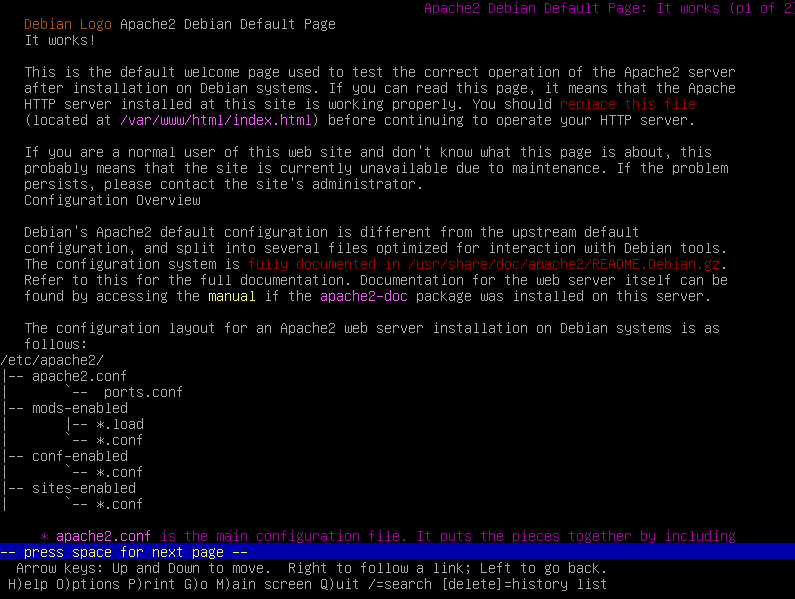 Apache2 Debian Default Page: It works (p1 of 2
Debian Logo Apache2 Debian Default Page
It works!
This is the default welcome page used to test the correct operation of the Apache2 server
after installation on Debian systems. If you can read this page, it means that the Apache
HTTP server installed at this site is working properly. You should replace this file
(located at /var/www/html/index.html) before continuing to operate your HTTP server.
If you are a normal user of this web site and don't know what this page is about, this
probably means that the site is currently unavailable due to maintenance. If the problem
persists, please contact the site's administrator.
Configuration Overview
Debian's Apache2 default configuration is different from the upstream default
configuration, and split into several files optimized for interaction with Debian tools.
The configuration system is fully documented in /usr/share/doc/apache2/README.Debian.gz.
Refer to this for the full documentation. Documentation for the web server itself can be
found by accessing the manual if the apache2-doc package was installed on this server.
The configuration layout for an Apache2 web server installation on Debian systems is as
follows:
/etc/apache2/
|-- apache2.conf
|       `--  ports.conf
|-- mods-enabled
|       |-- *.load
|       `-- *.conf
|-- conf-enabled
|       `-- *.conf
|-- sites-enabled
|       `-- *.conf
* apache2.conf is the main configuration file. It puts the pieces together by including
-- press space for next page --
Arrow keys: Up and Down to move.  Right to follow a link; Left to go back.
H)elp O)ptions P)rint G)o M)ain screen Q)uit /=search [delete]=history list